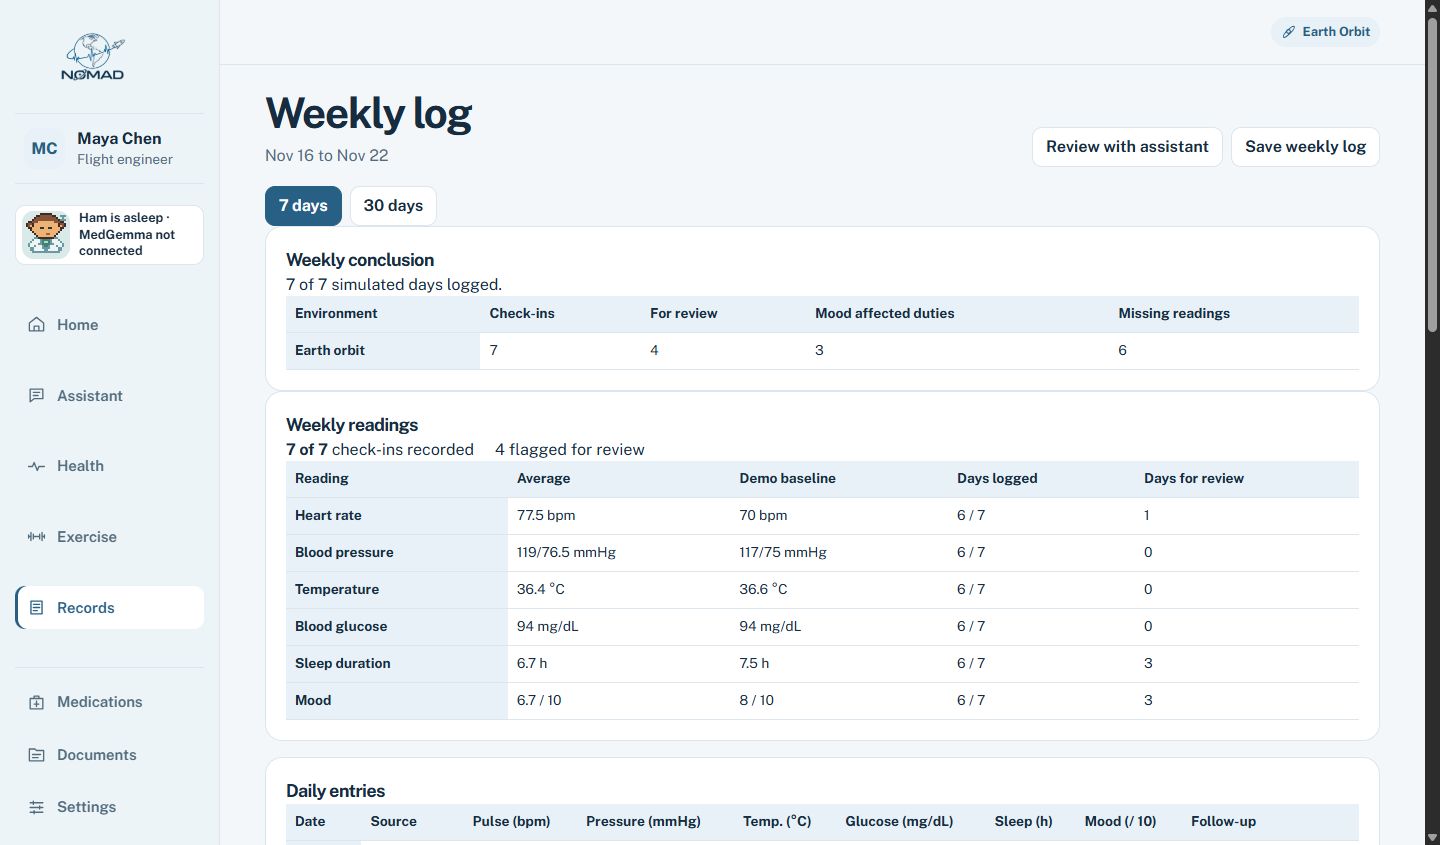 NOMAD
MC
Maya Chen
Flight engineer
Ham is asleep ·
MedGemma not
connected
Home
Assistant
Health
Exercise
Records
Medications
Documents
Settings
Earth Orbit
Weekly log
Nov 16 to Nov 22
Review with assistant
Save weekly log
7 days
30 days
Weekly conclusion
7 of 7 simulated days logged.
Environment Check-ins For review Mood affected duties Missing readings
Earth orbit 7 4 3 6
Weekly readings
7 of 7 check-ins recorded 4 flagged for review
Reading Average Demo baseline Days logged Days for review
Heart rate 77.5 bpm 70 bpm 6 / 7 1
Blood pressure 119/76.5 mmHg 117/75 mmHg 6 / 7 0
Temperature 36.4 °C 36.6 °C 6 / 7 0
Blood glucose 94 mg/dL 94 mg/dL 6 / 7 0
Sleep duration 6.7 h 7.5 h 6 / 7 3
Mood 6.7 / 10 8 / 10 6 / 7 3
Daily entries
Date Source Pulse (bpm) Pressure (mmHg) Temp. (°C) Glucose (mg/dL) Sleep (h) Mood (/ 10) Follow-up